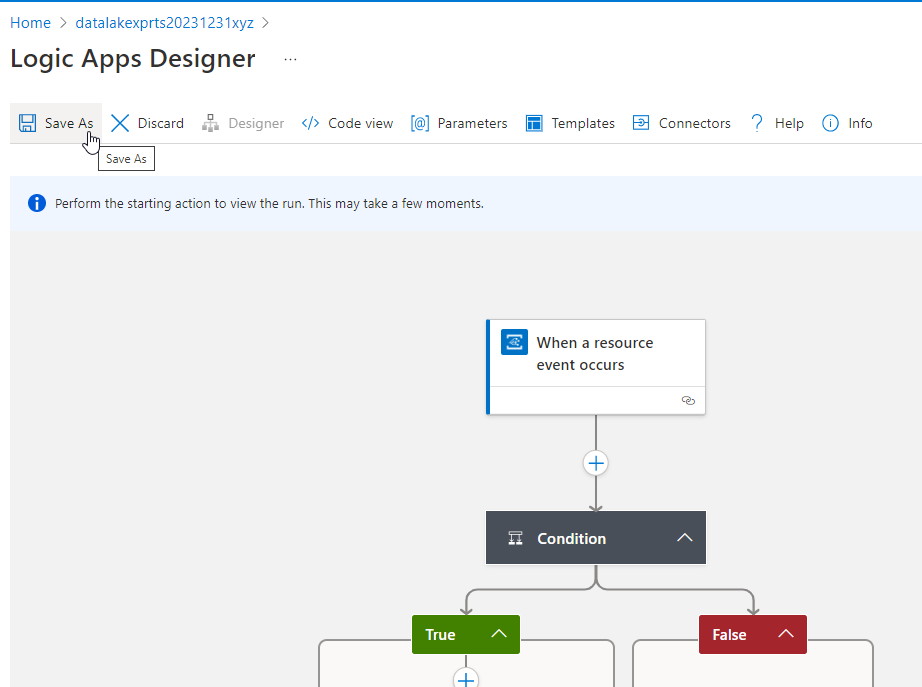 Home > datalakexprts20231231xyz >
Logic Apps Designer ...
Save As Discard Designer </> Code view [@] Parameters Templates Connectors ? Help Info
Save As
Perform the starting action to view the run. This may take a few moments.
When a resource
event occurs
Condition
True False